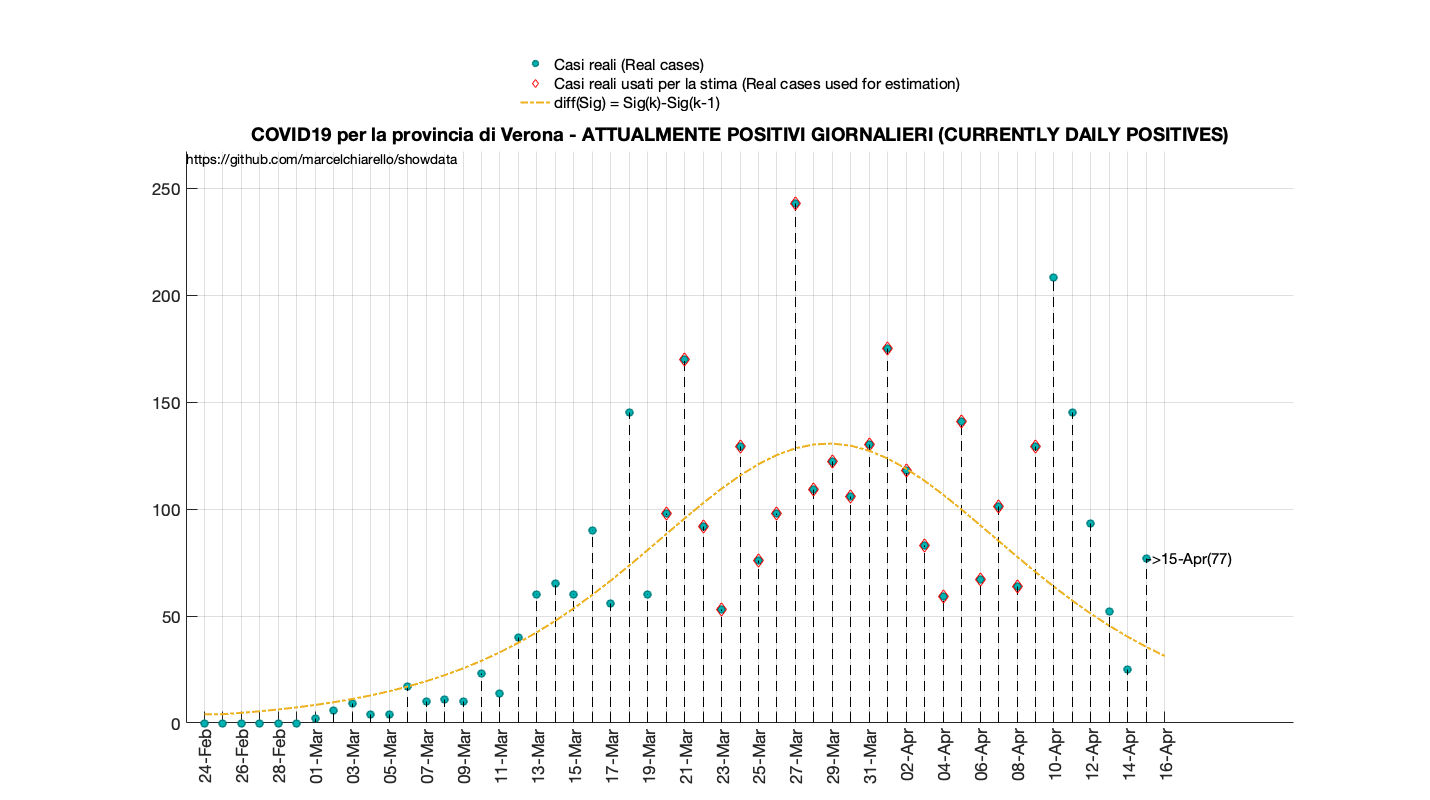 Casi reali (Real cases)
Casi reali usati per la stima (Real cases used for estimation)
diff(Sig) = Sig(k)-Sig(k-1)
COVID19 per la provincia di Verona - ATTUALMENTE POSITIVI GIORNALIERI (CURRENTLY DAILY POSITIVES)
https://github.com/marcelchiarello/showdata
250
200
150
100
50
0
>15-Apr(77)
24-Feb
26-Feb
28-Feb
01-Mar
03-Mar
05-Mar
07-Mar
09-Mar
11-Mar
13-Mar
15-Mar
17-Mar
19-Mar
21-Mar
23-Mar
25-Mar
27-Mar
29-Mar
31-Mar
02-Apr
04-Apr
06-Apr
08-Apr
10-Apr
12-Apr
14-Apr
16-Apr